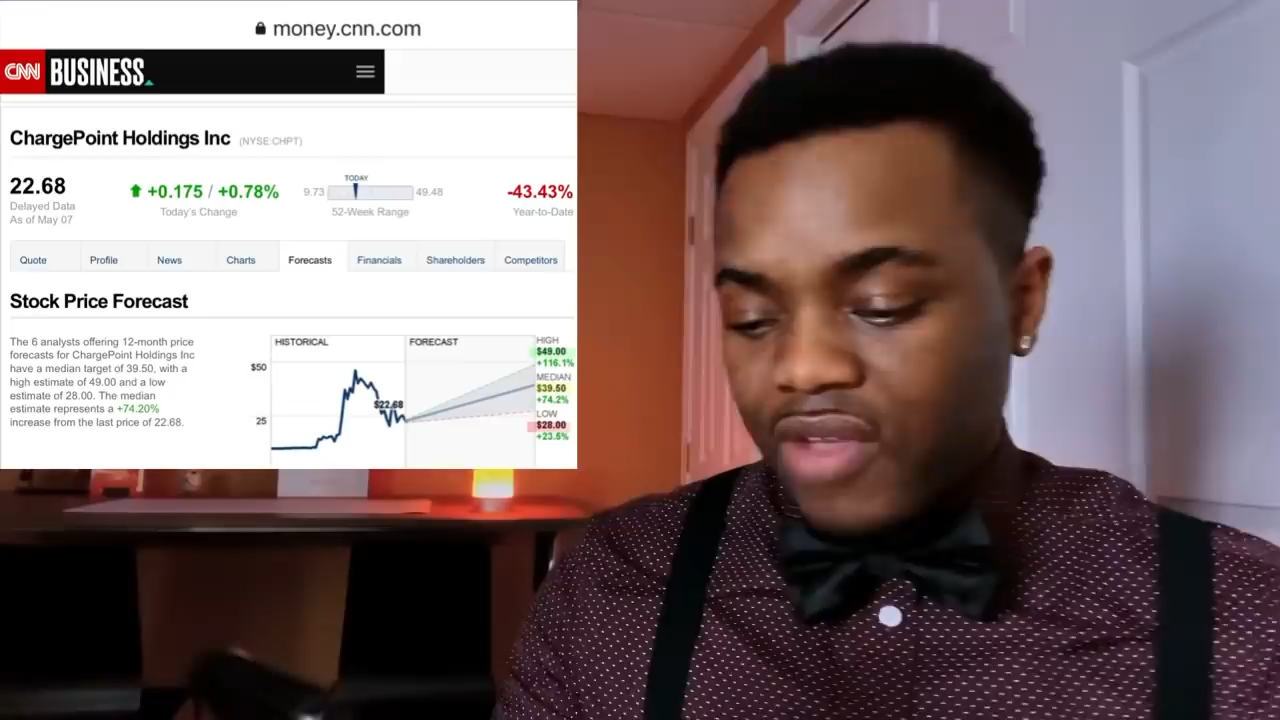 money.cnn.com
CNN BUSINESS
ChargePoint Holdings Inc (NYSE:CHPT)
22.68
Delayed Data
As of May 07
+0.175 / +0.78%
Today's Change
TODAY
9.73 49.48
52-Week Range
-43.43%
Year-to-Date
Quote Profile News Charts Forecasts Financials Shareholders Competitors
Stock Price Forecast
The 6 analysts offering 12-month price
forecasts for ChargePoint Holdings Inc
have a median target of 39.50, with a
high estimate of 49.00 and a low
estimate of 28.00. The median
estimate represents a +74.20%
increase from the last price of 22.68.
HISTORICAL FORECAST
$50
25
$22.68
HIGH
$49.00
+116.1%
MEDIAN
$39.50
+74.2%
LOW
$28.00
+23.5%